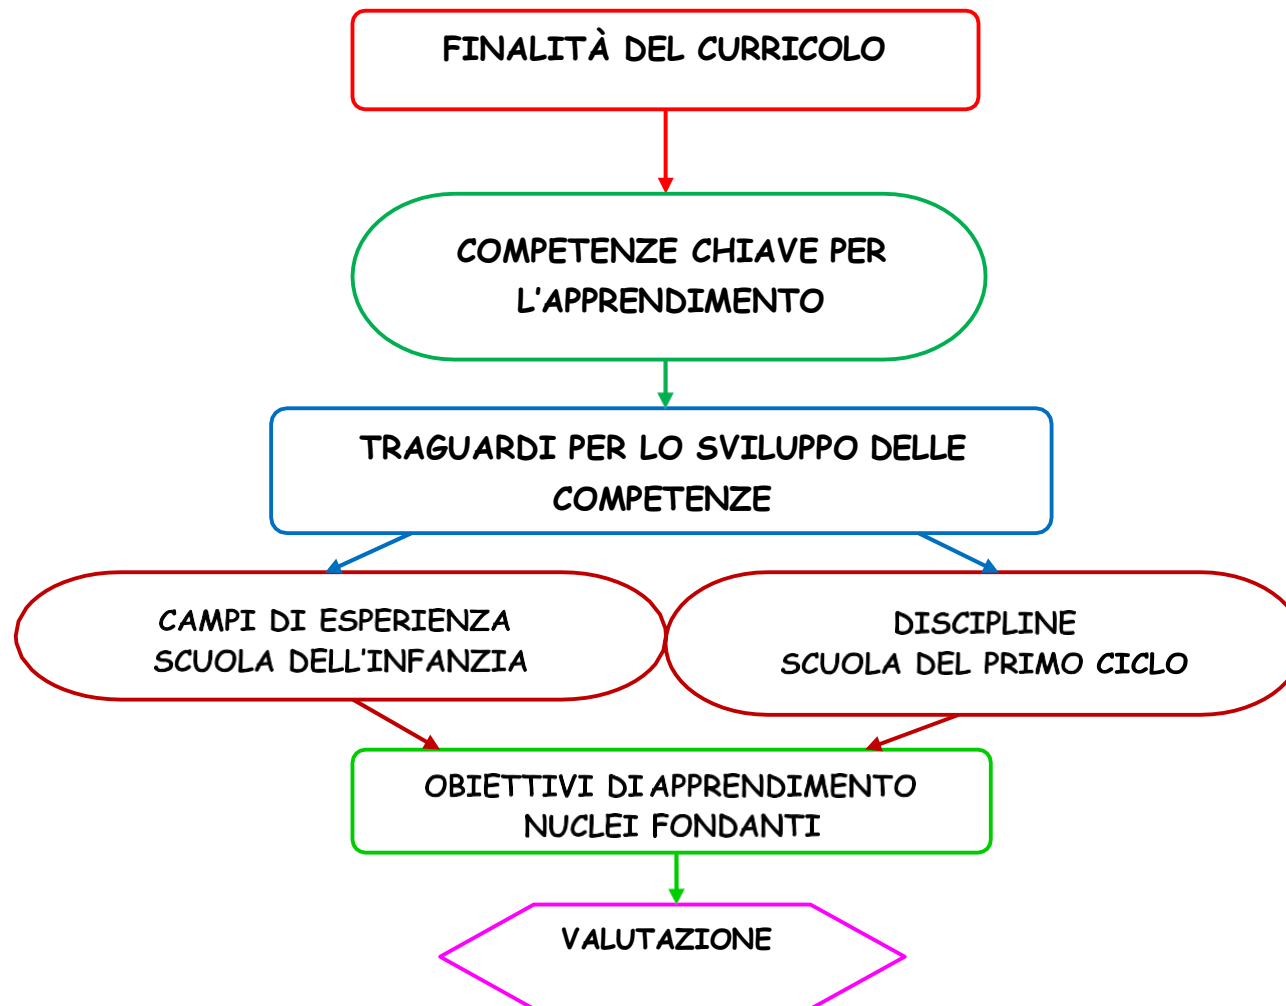 FINALITÀ DEL CURRICOLO
COMPETENZE CHIAVE PER
L'APPRENDIMENTO
TRAGUARDI PER LO SVILUPPO DELLE
COMPETENZE
CAMPI DI ESPERIENZA
SCUOLA DELL'INFANZIA
DISCIPLINE
SCUOLA DEL PRIMO CICLO
OBIETTIVI DI APPRENDIMENTO
NUCLEI FONDANTI
VALUTAZIONE